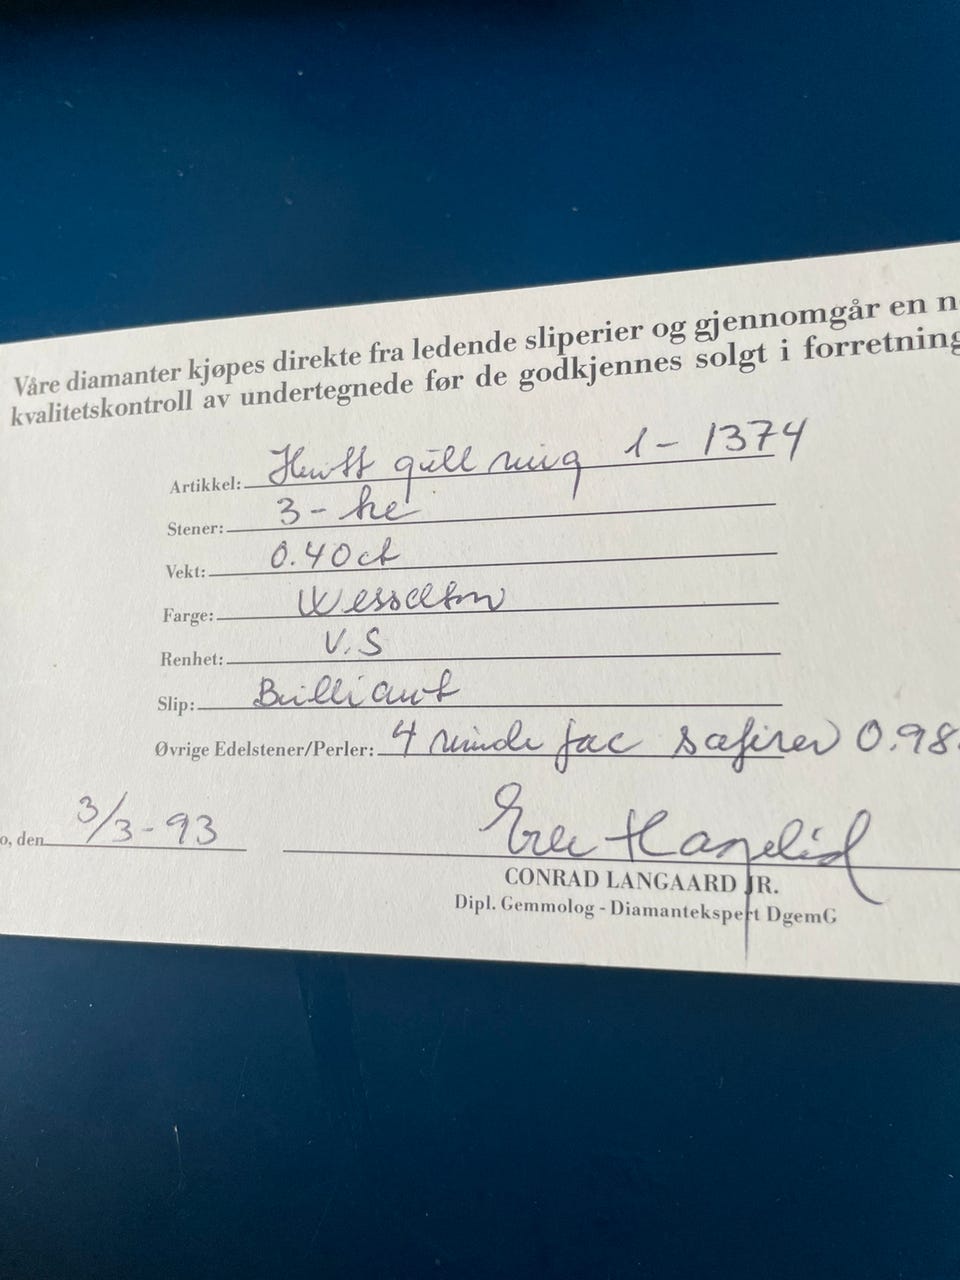 Våre diamanter kjøpes direkte fra ledende sliperier og gjennomgår en n
kvalitetskontroll av undertegnede før de godkjennes solgt i forretning
Artikkel: Hvitt gull ring 1-1374
Stener: 3-tre
Vekt: 0.40ct
Farge: Wesselton
Renhet: V.S
Slip: Brilliant
Øvrige Edelstener/Perler: 4 runde fac safirer 0.98
o, den 3/3-93
CONRAD LANGAARD JR.
Dipl. Gemmolog - Diamantekspert DgemG